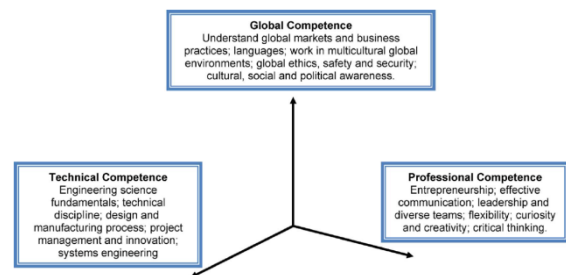 Global Competence
Understand global markets and business
practices; languages; work in multicultural global
environments; global ethics, safety and security;
cultural, social and political awareness.
Technical Competence
Engineering science
fundamentals; technical
discipline; design and
manufacturing process; project
management and innovation;
systems engineering
Professional Competence
Entrepreneurship; effective
communication; leadership and
diverse teams; flexibility; curiosity
and creativity; critical thinking.